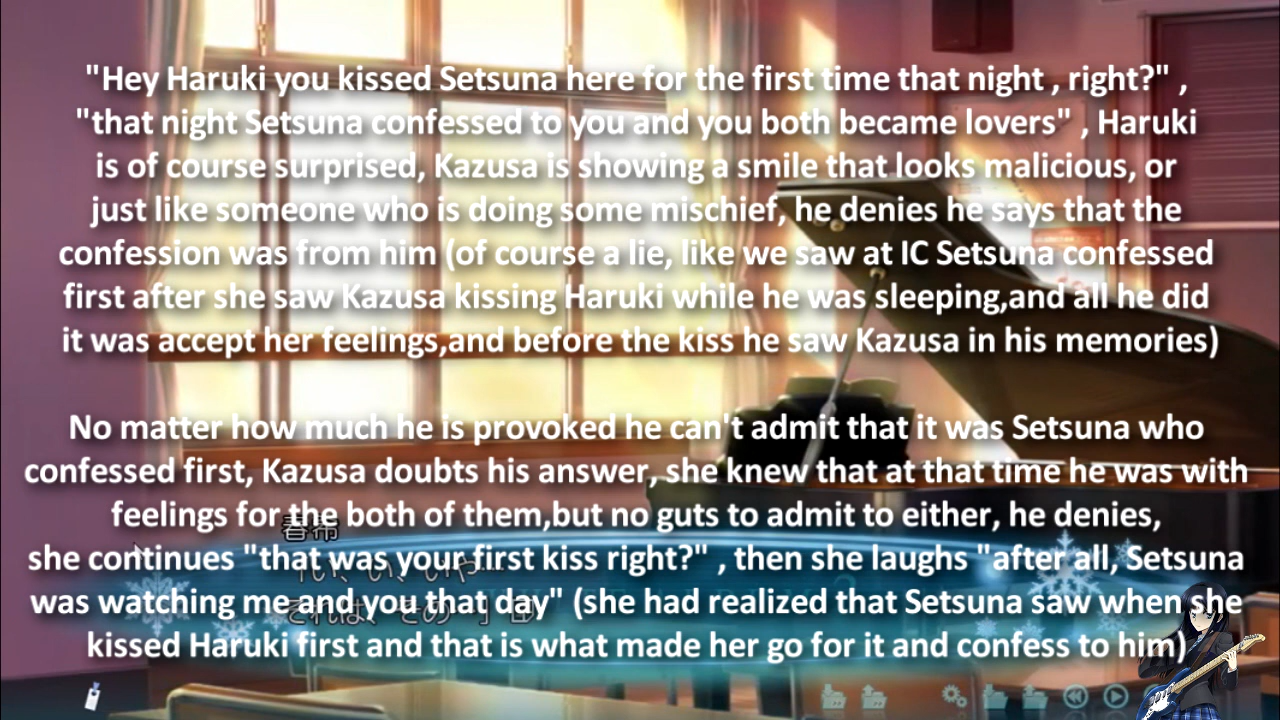 "Hey Haruki you kissed Setsuna here for the first time that night , right?" ,
"that night Setsuna confessed to you and you both became lovers" , Haruki
is of course surprised, Kazusa is showing a smile that looks malicious, or
just like someone who is doing some mischief, he denies he says that the
confession was from him (of course a lie, like we saw at IC Setsuna confessed
first after she saw Kazusa kissing Haruki while he was sleeping,and all he did
it was accept her feelings,and before the kiss he saw Kazusa in his memories)
No matter how much he is provoked he can't admit that it was Setsuna who
confessed first, Kazusa doubts his answer, she knew that at that time he was with
feelings for the both of them,but no guts to admit to either, he denies,
she continues "that was your first kiss right?" , then she laughs "after all, Setsuna
was watching me and you that day" (she had realized that Setsuna saw when she
kissed Haruki first and that is what made her go for it and confess to him)
春希